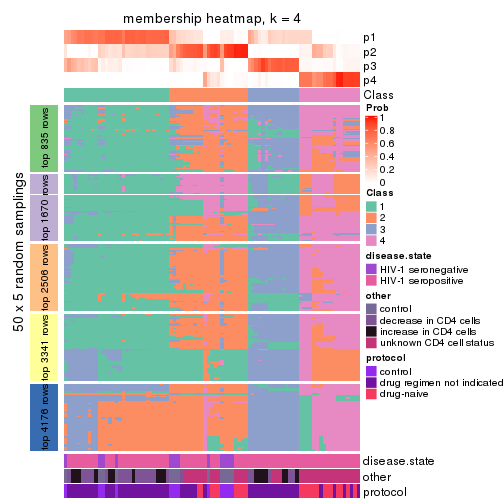 membership heatmap, k = 4
p1
p2
p3
p4
Class
50 x 5 random samplings
top 835 rows
top 1670 rows
top 2506 rows
top 3341 rows
top 4176 rows
Prob
1
0.8
0.6
0.4
0.2
0
Class
1
2
3
4
disease.state
HIV-1 seronegative
HIV-1 seropositive
other
control
decrease in CD4 cells
increase in CD4 cells
unknown CD4 cell status
protocol
control
drug regimen not indicated
drug-naive
disease.state
other
protocol